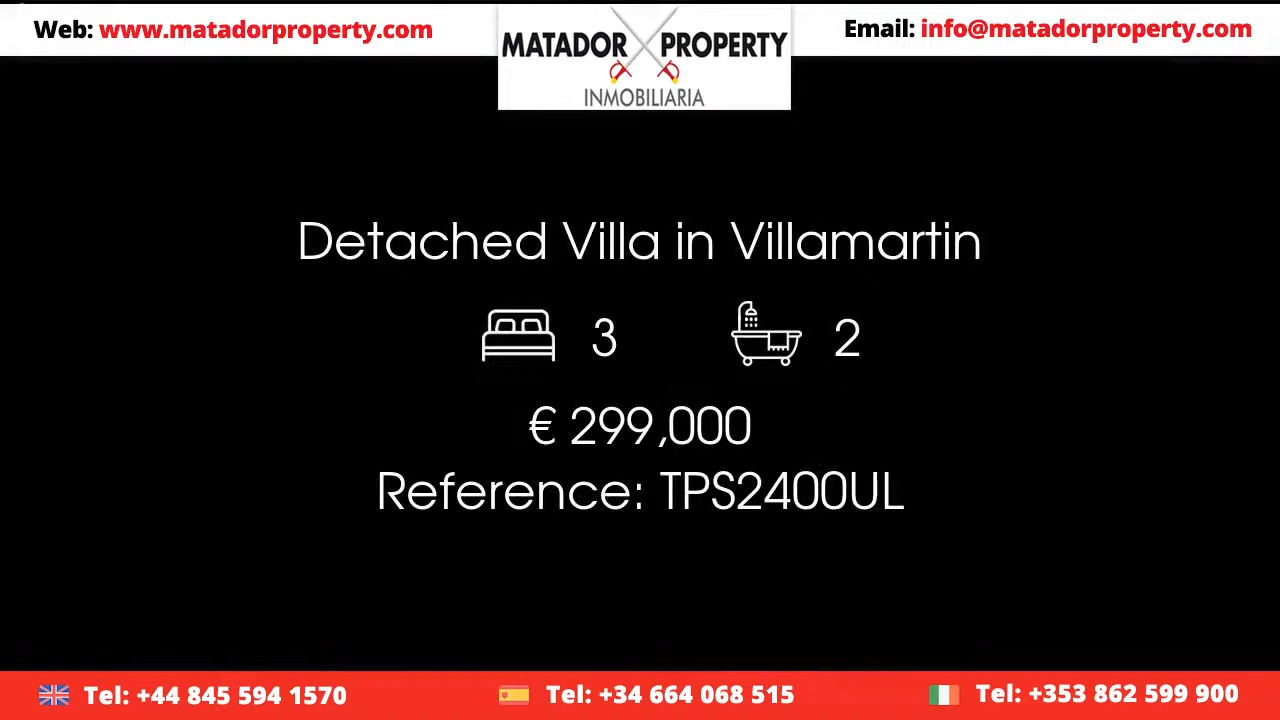 Web: www.matadorproperty.com
MATADOR PROPERTY
INMOBILIARIA
Email: info@matadorproperty.com
Detached Villa in Villamartin
3 2
€ 299,000
Reference: TPS2400UL
Tel: +44 845 594 1570
Tel: +34 664 068 515
Tel: +353 862 599 900